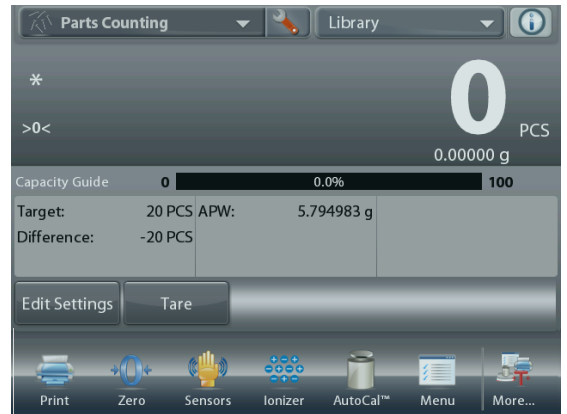 Parts Counting
Library
*
0
>0<
PCS
0.00000 g
Capacity Guide 0 0.0% 100
Target: 20 PCS APW: 5.794983 g
Difference: -20 PCS
Edit Settings Tare
Print Zero Sensors Ionizer AutoCal™ Menu More...